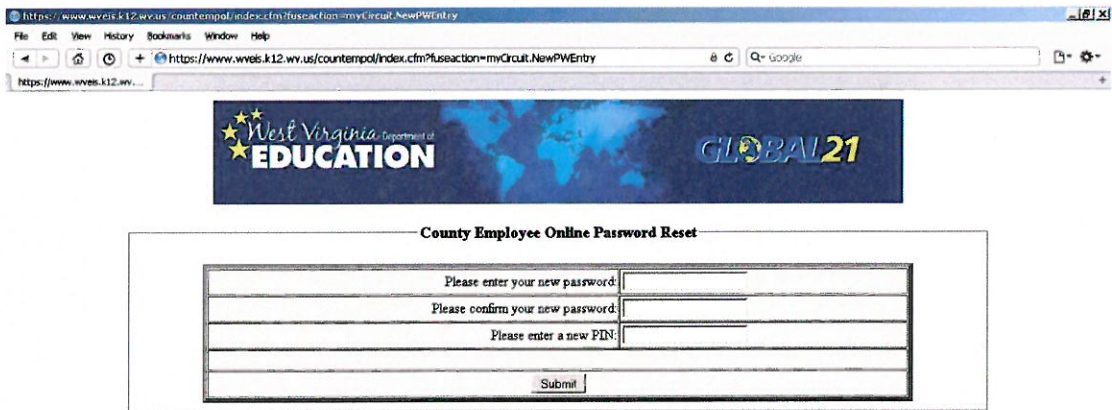 https://www.wveis.k12.wv.us/countempol/index.cfm?fuseaction=myCircuit.NewPWEntry
File Edit View History Bookmarks Window Help
https://www.wveis.k12.wv.us/countempol/index.cfm?fuseaction=myCircuit.NewPWEntry Google
https://www.wveis.k12.wv....
West Virginia Department of
EDUCATION
GLOBAL21
County Employee Online Password Reset
Please enter your new password:
Please confirm your new password:
Please enter a new PIN:
Submit